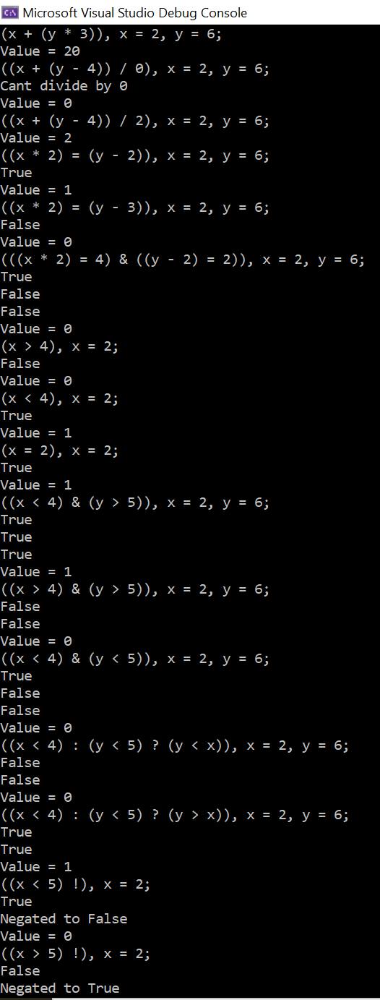 Microsoft Visual Studio Debug Console
(x + (y * 3)), x = 2, y = 6;
Value = 20
((x + (y - 4)) / 0), x = 2, y = 6;
Cant divide by 0
Value = 0
((x + (y - 4)) / 2), x = 2, y = 6;
Value = 2
((x * 2) = (y - 2)), x = 2, y = 6;
True
Value = 1
((x * 2) = (y - 3)), x = 2, y = 6;
False
Value = 0
(((x * 2) = 4) & ((y - 2) = 2)), x = 2, y = 6;
True
False
False
Value = 0
(x > 4), x = 2;
False
Value = 0
(x < 4), x = 2;
True
Value = 1
(x = 2), x = 2;
True
Value = 1
((x < 4) & (y > 5)), x = 2, y = 6;
True
True
True
Value = 1
((x > 4) & (y > 5)), x = 2, y = 6;
False
False
Value = 0
((x < 4) & (y < 5)), x = 2, y = 6;
True
False
False
Value = 0
((x < 4) : (y < 5) ? (y < x)), x = 2, y = 6;
False
False
Value = 0
((x < 4) : (y < 5) ? (y > x)), x = 2, y = 6;
True
True
Value = 1
((x < 5) !), x = 2;
True
Negated to False
Value = 0
((x > 5) !), x = 2;
False
Negated to True